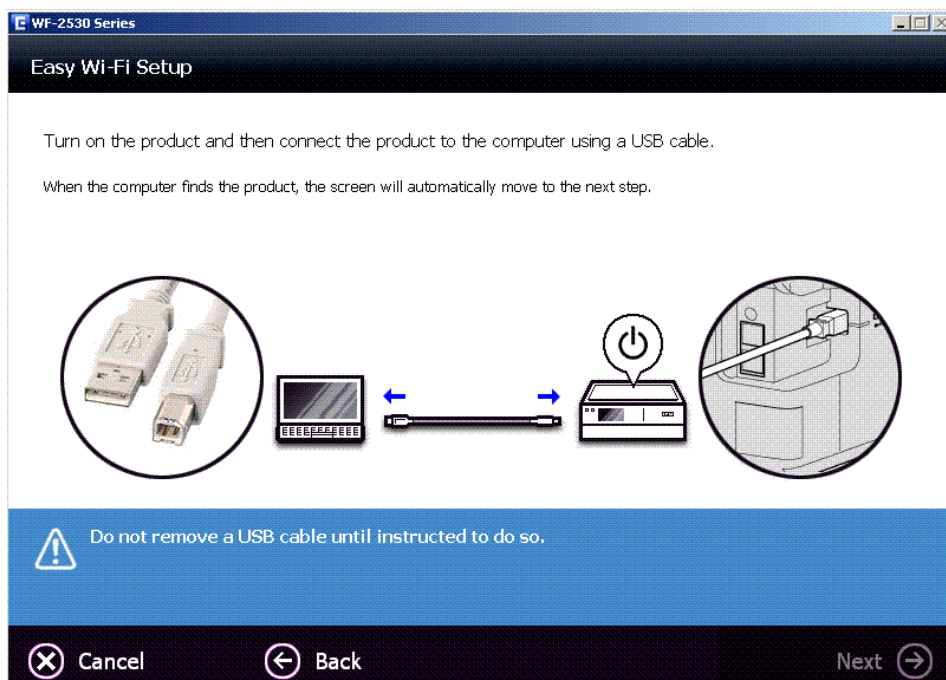 WF-2530 Series
Easy Wi-Fi Setup
Turn on the product and then connect the product to the computer using a USB cable.
When the computer finds the product, the screen will automatically move to the next step.
Do not remove a USB cable until instructed to do so.
Cancel
Back
Next